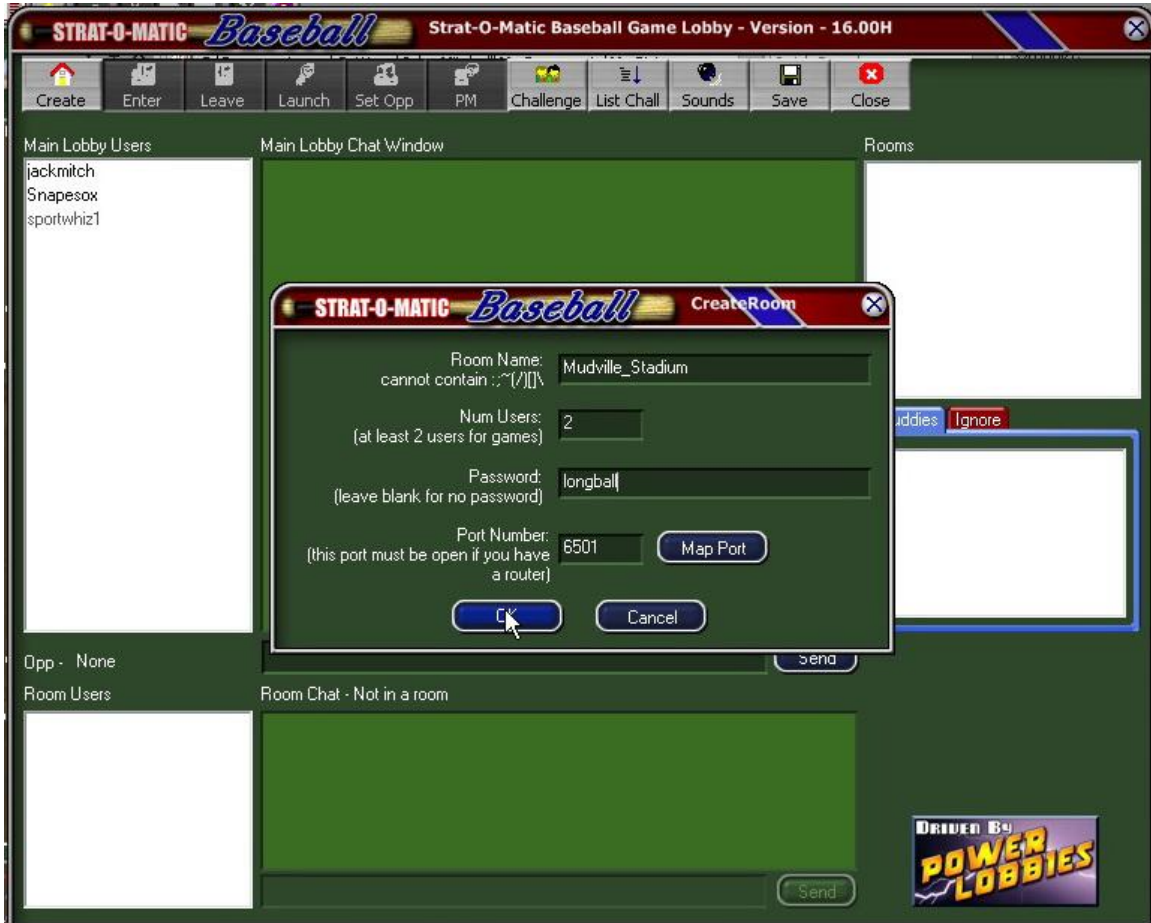 STRAT-O-MATIC Baseball Strat-O-Matic Baseball Game Lobby - Version - 16.00H
Create Enter Leave Launch Set Opp PM Challenge List Chall Sounds Save Close
Main Lobby Users Main Lobby Chat Window Rooms
jackmitch
Snapesox
sportwhiz1
STRAT-O-MATIC Baseball CreateRoom
Room Name: Mudville_Stadium
cannot contain :;~(/)[]\
Num Users: 2
(at least 2 users for games)
Password: longball
(leave blank for no password)
Port Number: 6501 Map Port
(this port must be open if you have
a router)
OK Cancel
uddies Ignore
Opp - None Send
Room Users Room Chat - Not in a room
Send
DRIVEN BY
POWER
LOBBIES